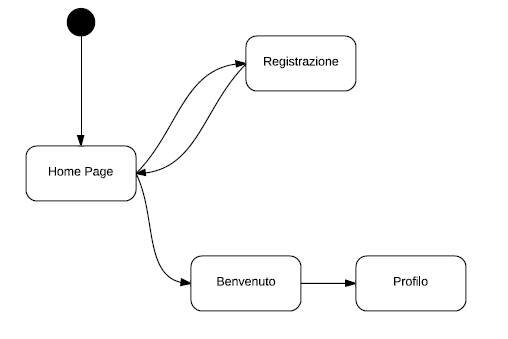 Registrazione
Home Page
Benvenuto
Profilo